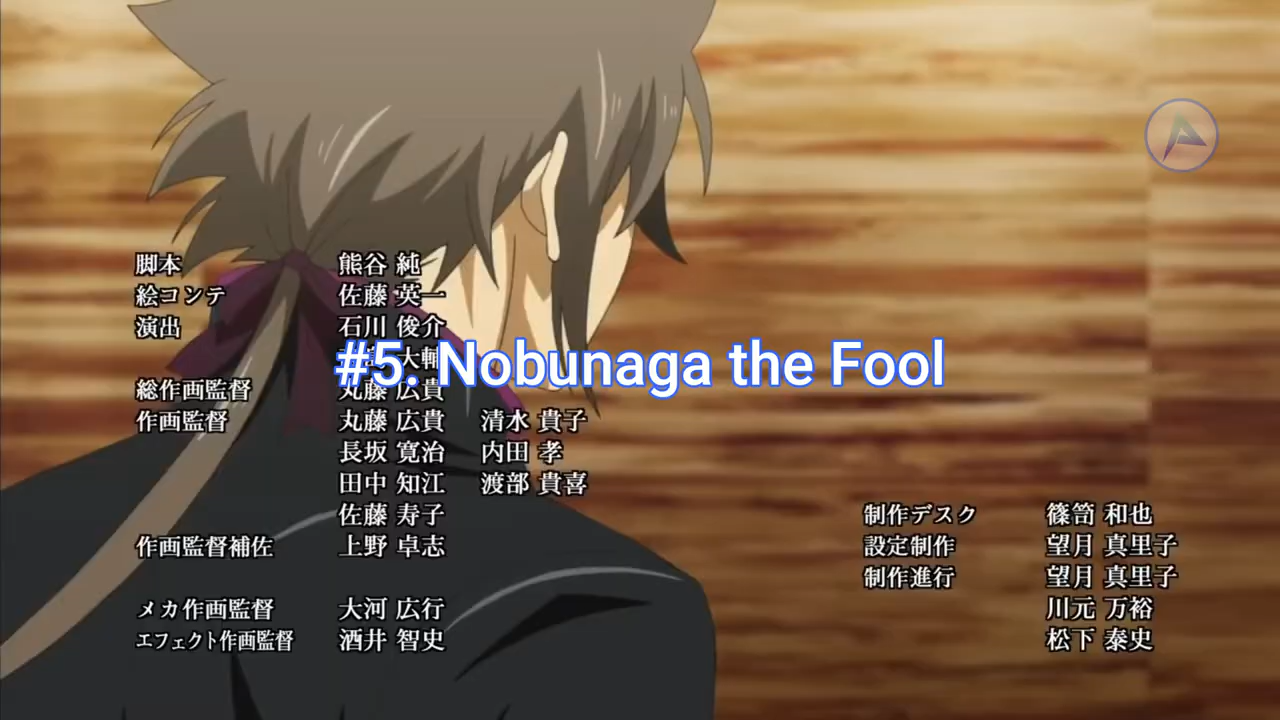 脚本 熊谷 純
絵コンテ 佐藤 英一
演出 石川 俊介
大輔
#5. Nobunaga the Fool
総作画監督 丸藤 広貴
作画監督 丸藤 広貴 清水 貴子
長坂 寛治 内田 孝
田中 知江 渡部 貴喜
佐藤 寿子
作画監督補佐 上野 卓志
メカ作画監督 大河 広行
エフェクト作画監督 酒井 智史
制作デスク 篠笥 和也
設定制作 望月 真里子
制作進行 望月 真里子
川元 万裕
松下 泰史